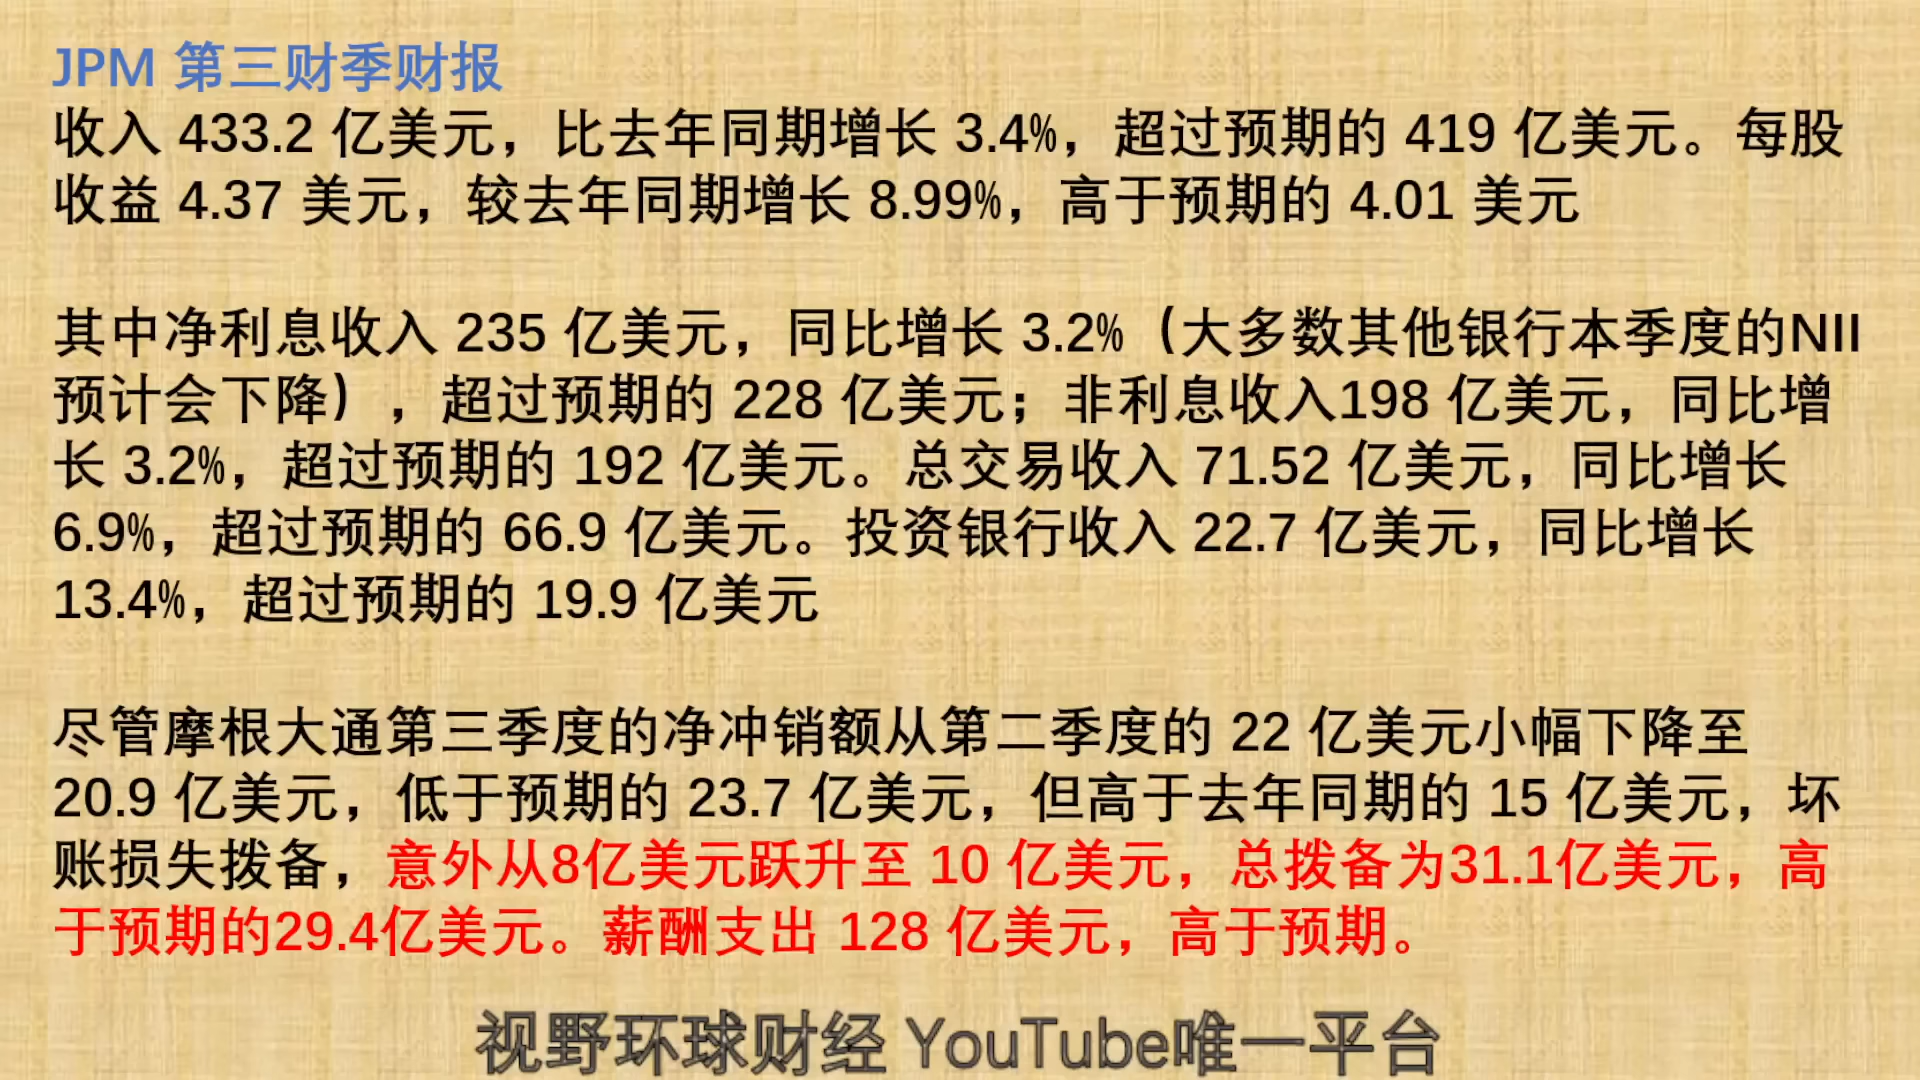 JPM 第三财季财报
收入 433.2 亿美元，比去年同期增长 3.4%，超过预期的 419 亿美元。每股
收益 4.37 美元，较去年同期增长 8.99%，高于预期的 4.01 美元
其中净利息收入 235 亿美元，同比增长 3.2%（大多数其他银行本季度的NII
预计会下降），超过预期的 228 亿美元；非利息收入198 亿美元，同比增
长 3.2%，超过预期的 192 亿美元。总交易收入 71.52 亿美元，同比增长
6.9%，超过预期的 66.9 亿美元。投资银行收入 22.7 亿美元，同比增长
13.4%，超过预期的 19.9 亿美元
尽管摩根大通第三季度的净冲销额从第二季度的 22 亿美元小幅下降至
20.9 亿美元，低于预期的 23.7 亿美元，但高于去年同期的 15 亿美元，坏
账损失拨备，意外从8亿美元跃升至 10 亿美元，总拨备为31.1亿美元，高
于预期的29.4亿美元。薪酬支出 128 亿美元，高于预期。
视野环球财经 YouTube唯一平台